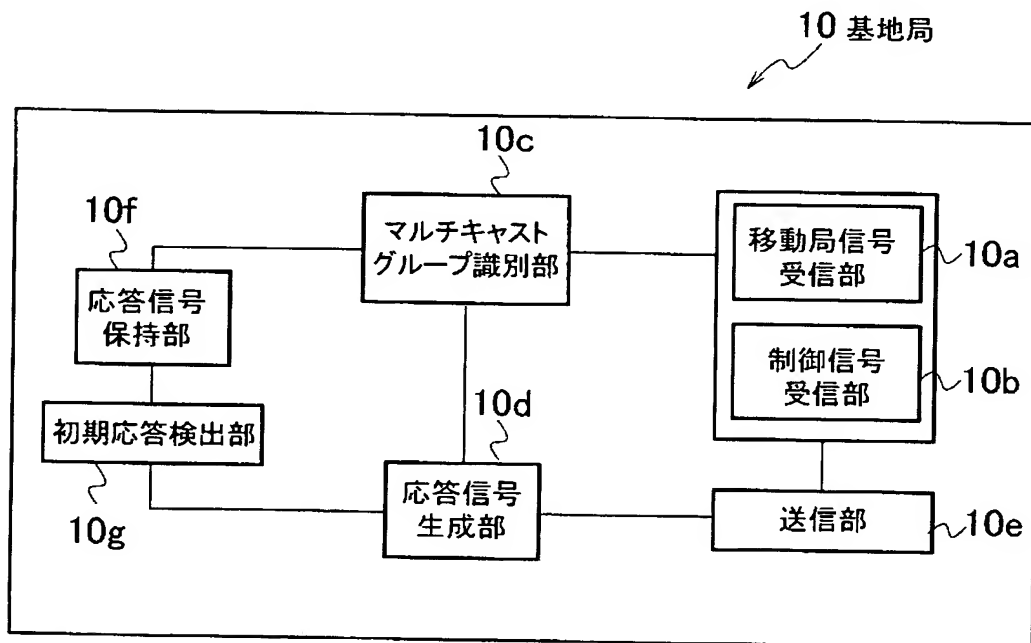 10 基地局
10c
マルチキャスト
グループ識別部
10f
応答信号
保持部
移動局信号
受信部
10a
制御信号
受信部
10b
初期応答検出部
10g
10d
応答信号
生成部
送信部
10e